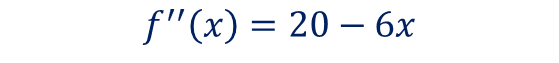 f''(x) = 20 − 6x